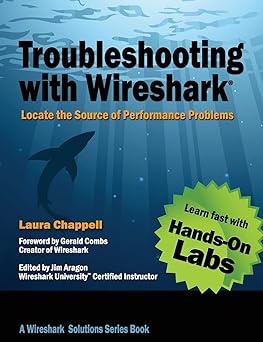 Troubleshooting
with Wireshark®
Locate the Source of Performance Problems
Laura Chappell
Foreword by Gerald Combs
Creator of Wireshark
Edited by Jim Aragon
Wireshark University™ Certified Instructor
Learn fast with
Hands-On
Labs
A Wireshark Solutions Series Book